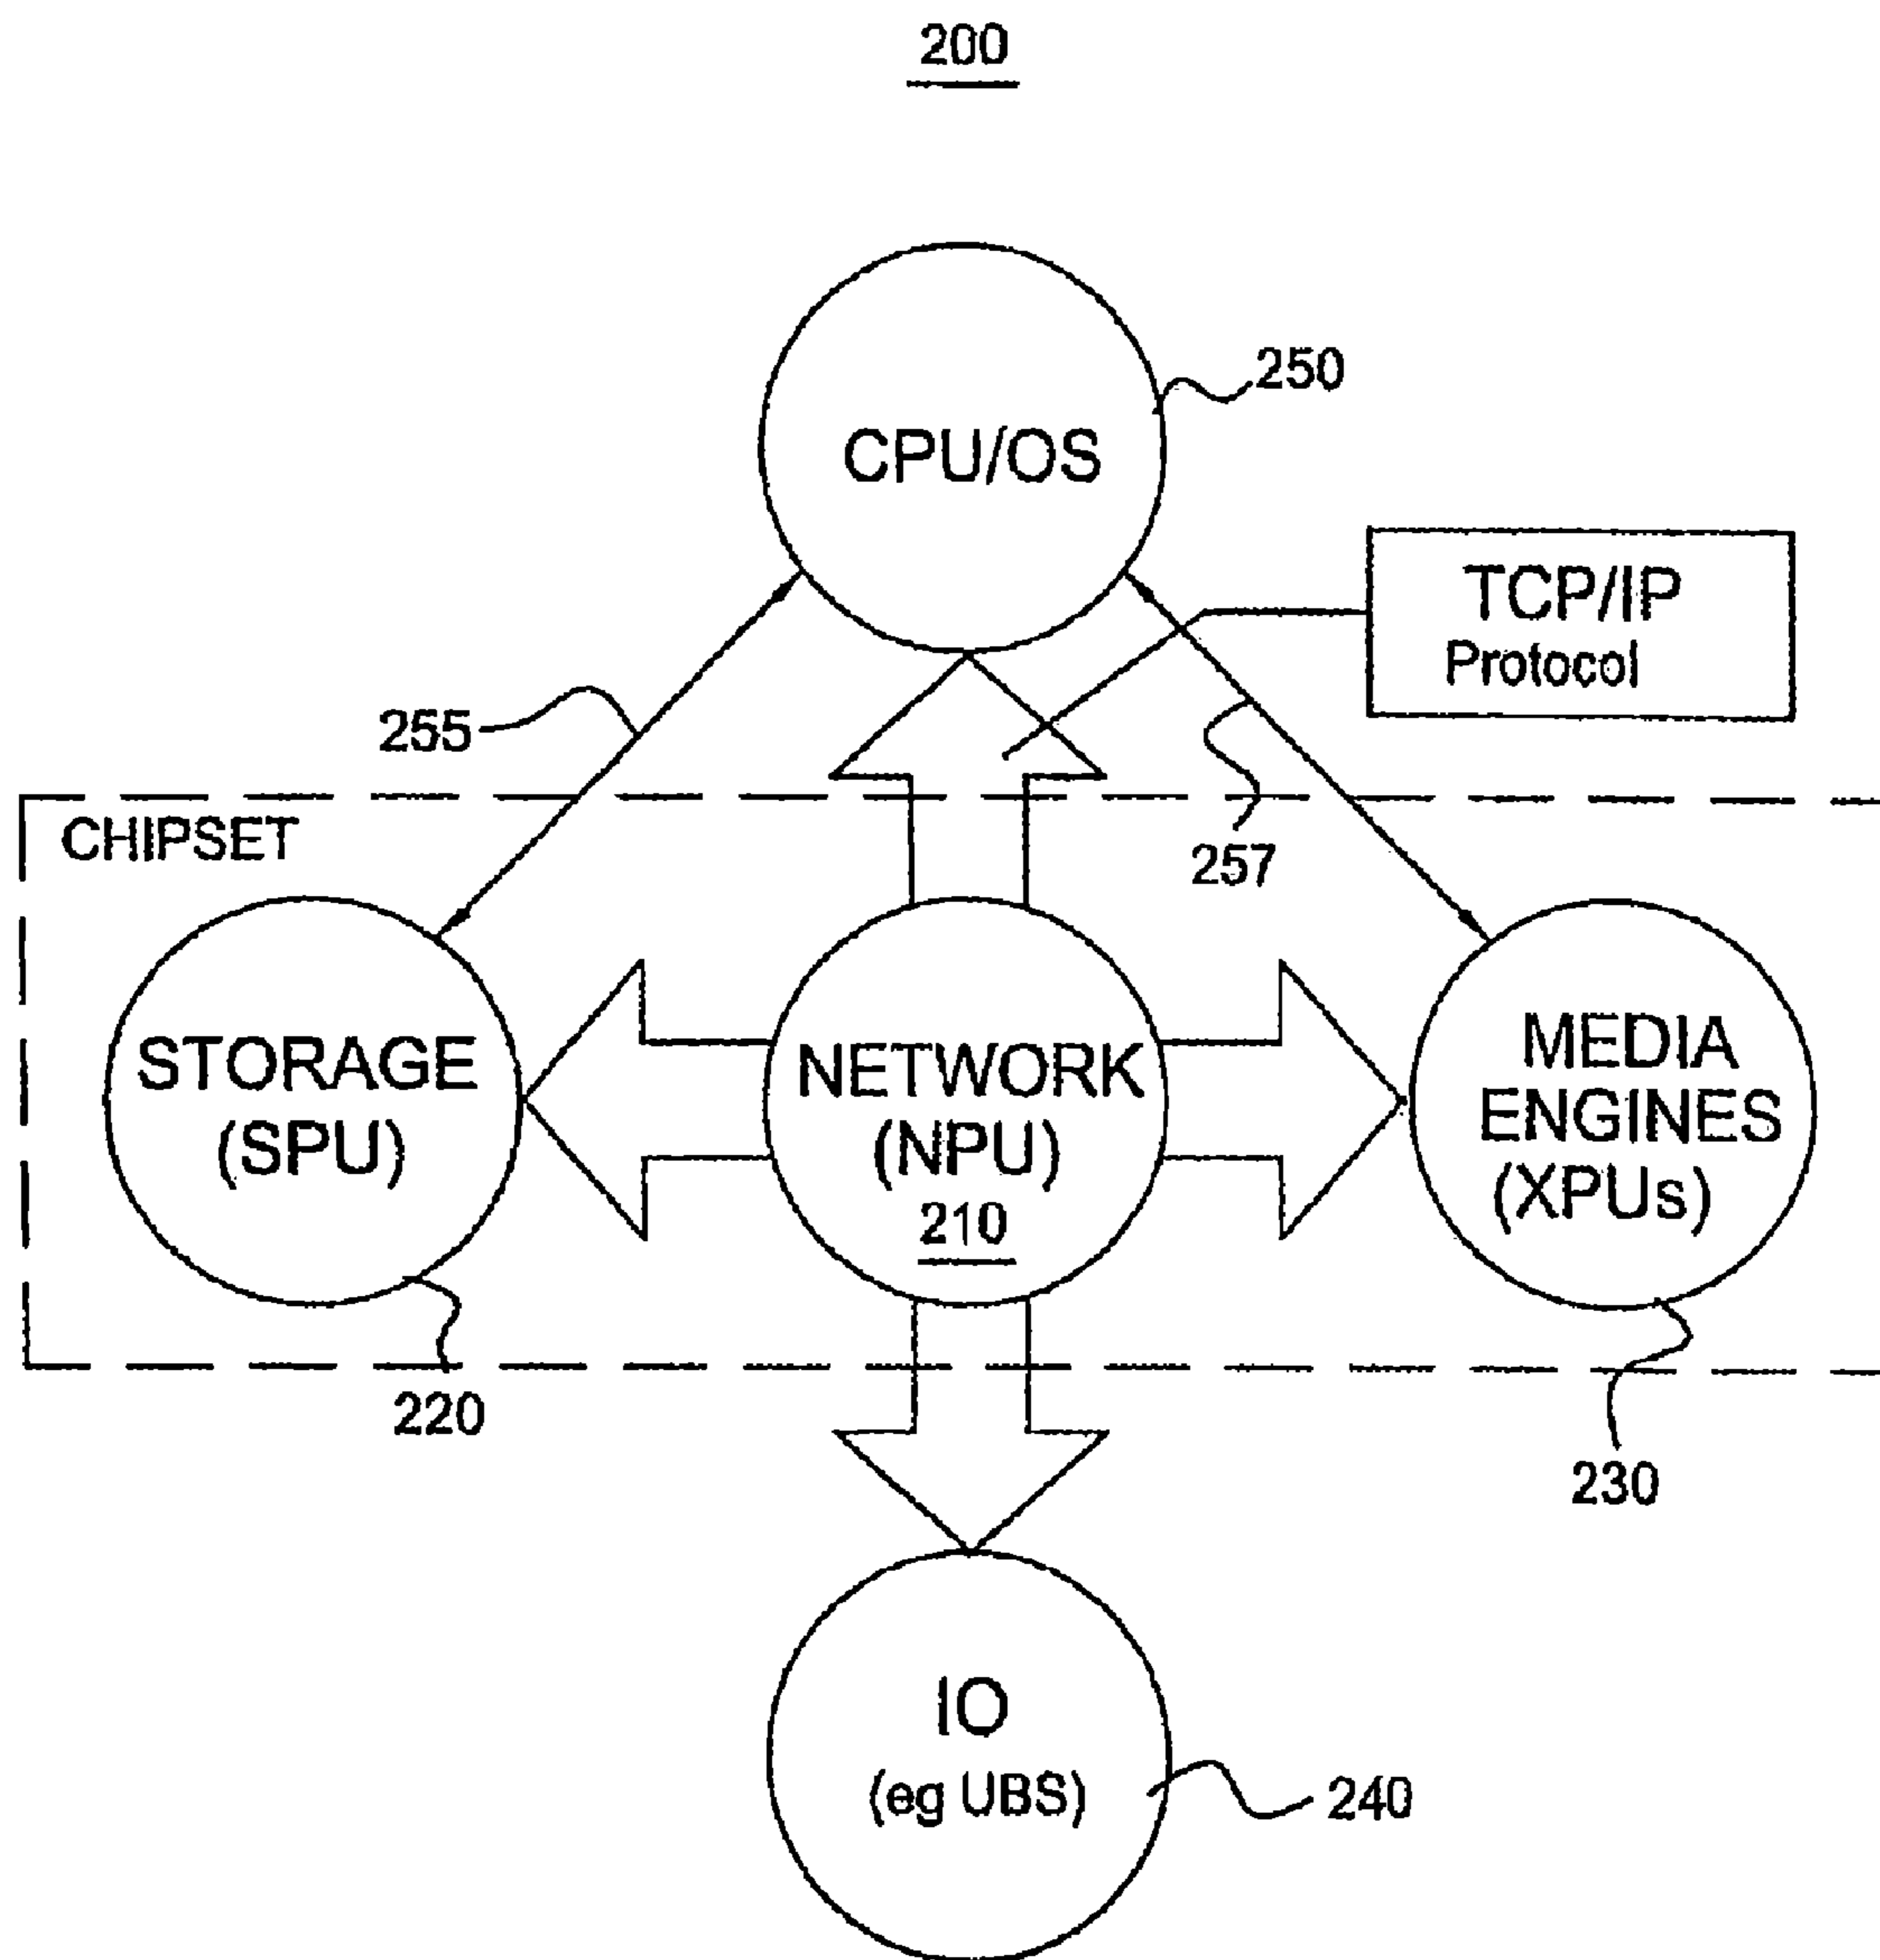 200
250
CPU/OS
TCP/IP
Protocol
255
CHIPSET
257
STORAGE
(SPU)
NETWORK
(NPU)
210
MEDIA
ENGINES
(XPUs)
220
230
IO
(eg UBS)
240